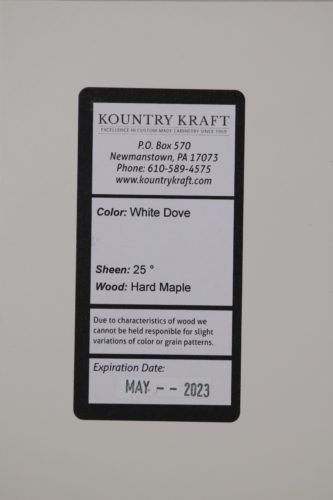 KOUNTRY KRAFT
EXCELLENCE IN CUSTOM MADE CABINETRY SINCE 1959
P.O. Box 570
Newmanstown, PA 17073
Phone: 610-589-4575
www.kountrykraft.com
Color: White Dove
Sheen: 25 °
Wood: Hard Maple
Due to characteristics of wood we
cannot be held responsible for slight
variations of color or grain patterns.
Expiration Date:
MAY -- 2023